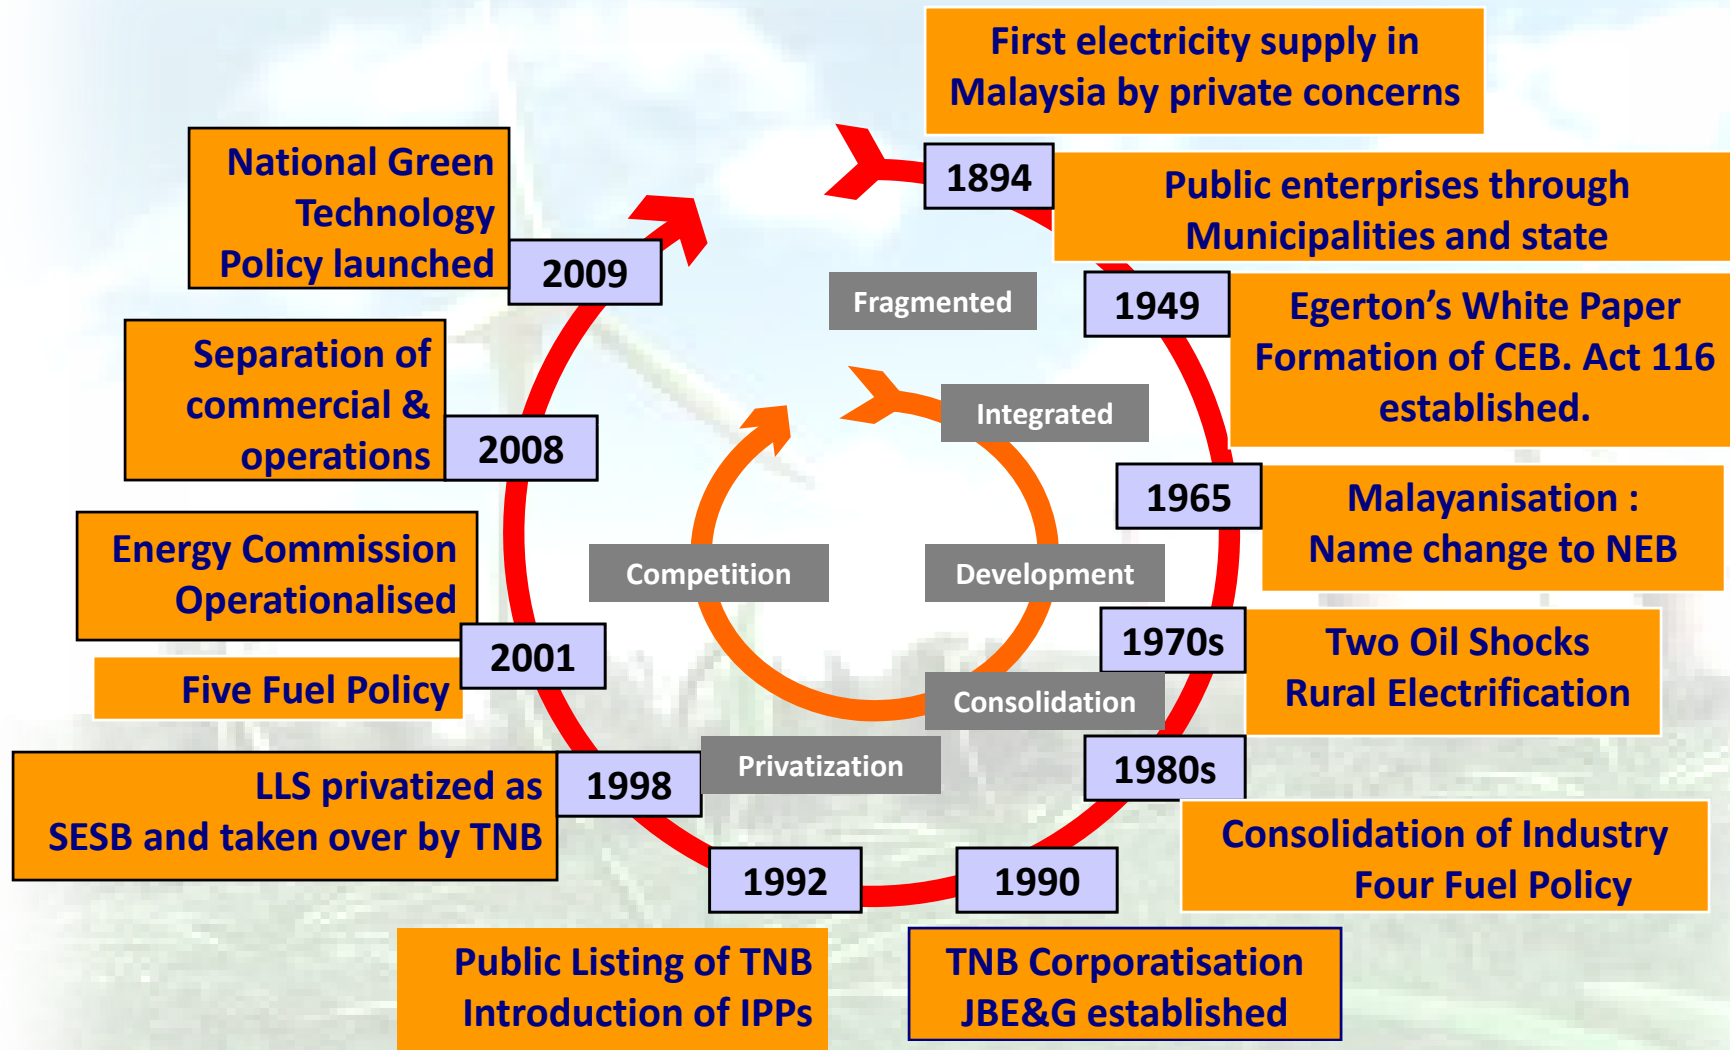 First electricity supply in
Malaysia by private concerns
1894
Public enterprises through
Municipalities and state
1949
Egerton’s White Paper
Formation of CEB. Act 116
established.
1965
Malayanisation :
Name change to NEB
1970s
Two Oil Shocks
Rural Electrification
1980s
Consolidation of Industry
Four Fuel Policy
1990
TNB Corporatisation
JBE&G established
1992
Public Listing of TNB
Introduction of IPPs
1998
LLS privatized as
SESB and taken over by TNB
2001
Five Fuel Policy
Energy Commission
Operationalised
2008
Separation of
commercial &
operations
2009
National Green
Technology
Policy launched
Fragmented
Integrated
Development
Consolidation
Privatization
Competition